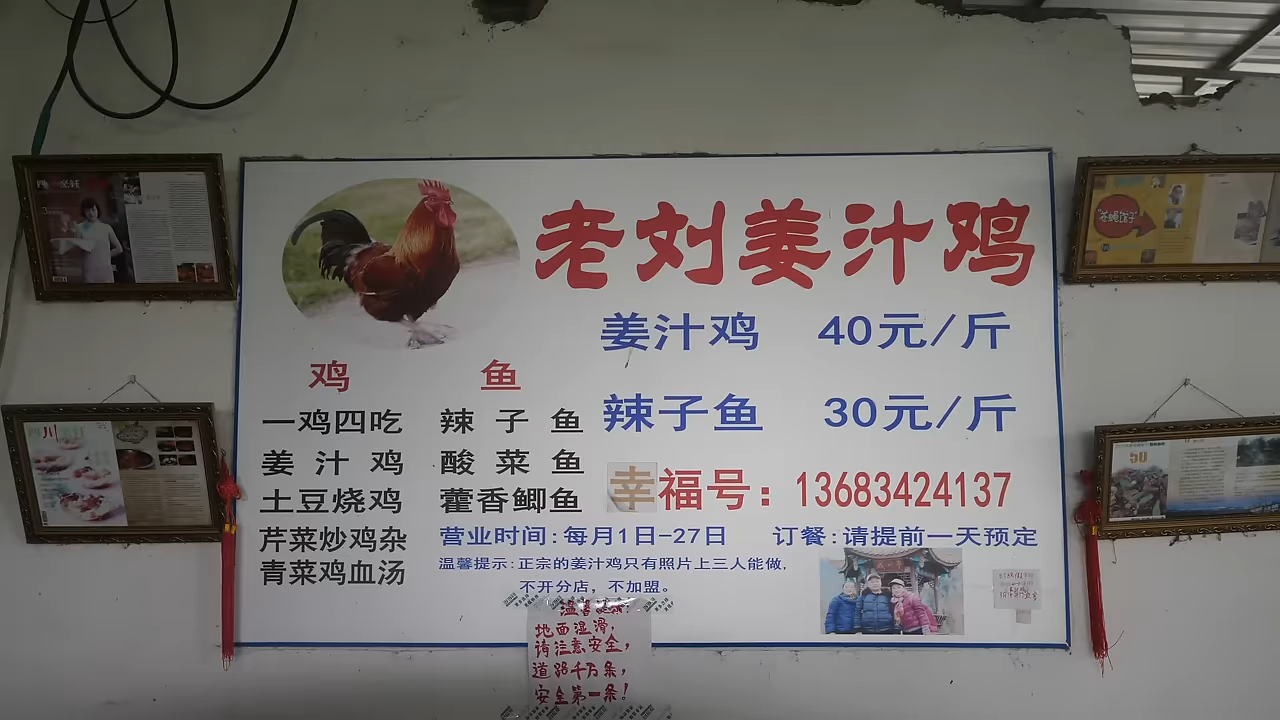 老刘姜汁鸡
姜汁鸡 40元/斤
辣子鱼 30元/斤
幸福号：13683424137
鸡
一鸡四吃
姜汁鸡
土豆烧鸡
芹菜炒鸡杂
青菜鸡血汤
鱼
辣子鱼
酸菜鱼
藿香鲫鱼
营业时间:每月1日-27日 订餐:请提前一天预定
温馨提示:正宗的姜汁鸡只有照片上三人能做,
不开分店，不加盟。
地面湿滑,
请注意安全,
道路千万条,
安全第一条!
川
50
苍蝇馆子